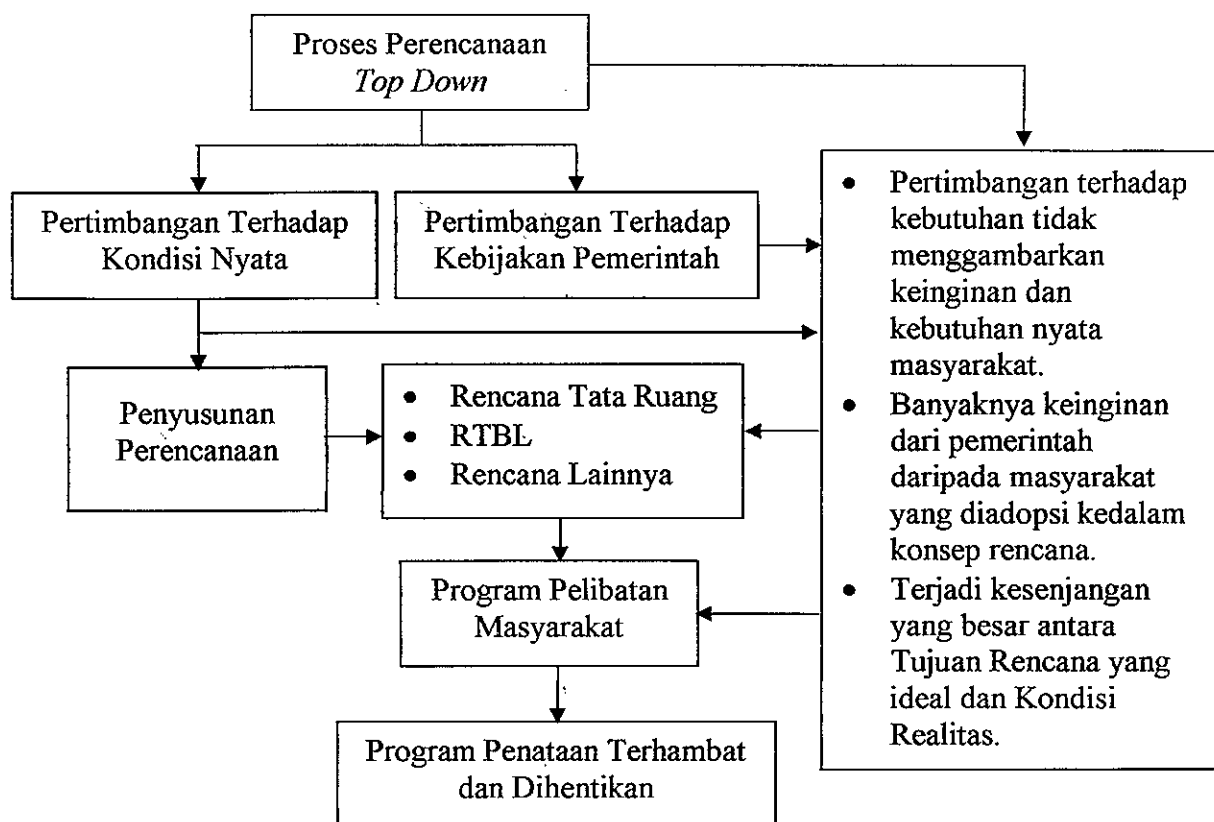 Proses Perencanaan
Top Down
Pertimbangan Terhadap
Kondisi Nyata
Pertimbangan Terhadap
Kebijakan Pemerintah
• Pertimbangan terhadap
kebutuhan tidak
menggambarkan
keinginan dan
kebutuhan nyata
masyarakat.
• Banyaknya keinginan
dari pemerintah
daripada masyarakat
yang diadopsi kedalam
konsep rencana.
• Terjadi kesenjangan
yang besar antara
Tujuan Rencana yang
ideal dan Kondisi
Realitas.
Penyusunan
Perencanaan
• Rencana Tata Ruang
• RTBL
• Rencana Lainnya
Program Pelibatan
Masyarakat
Program Penataan Terhambat
dan Dihentikan